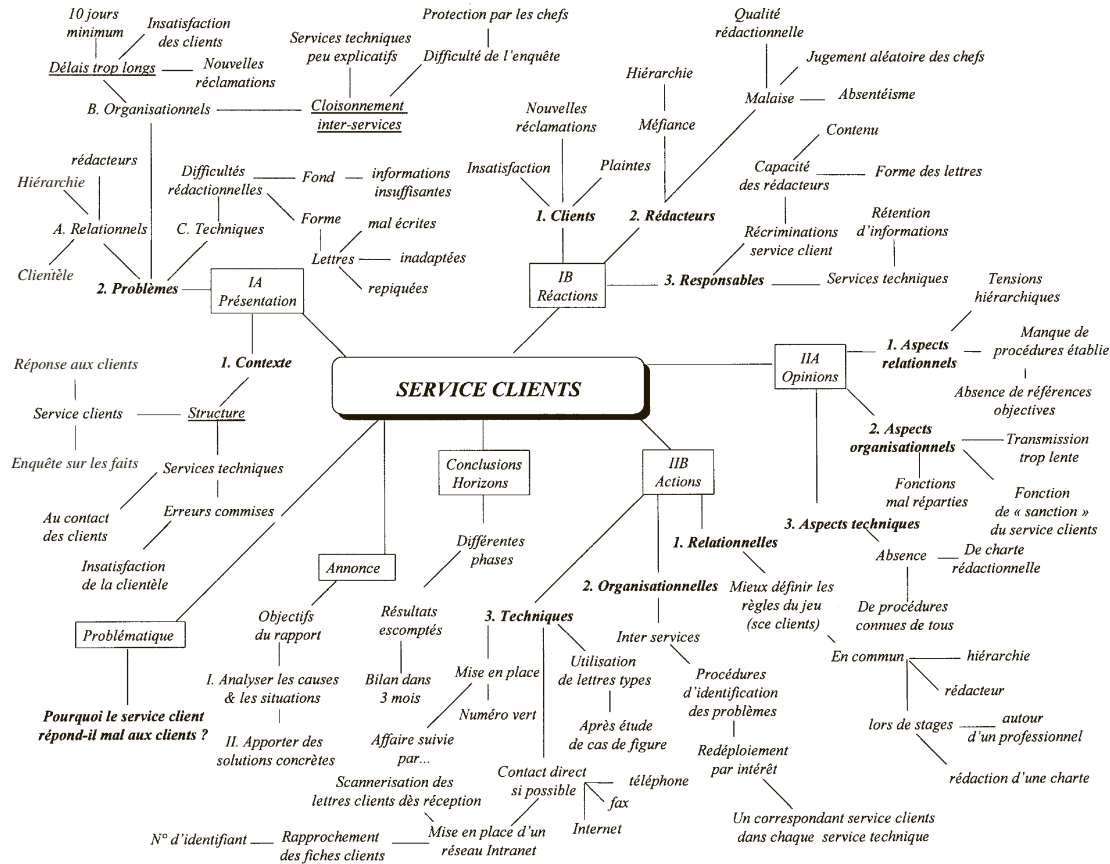 10 jours
minimum
Insatisfaction
des clients
Délais trop longs
Nouvelles
réclamations
B. Organisationnels
Services techniques
peu explicatifs
Protection par les chefs
Difficulté de l'enquête
Cloisonnement
inter-services
rédacteurs
Hiérarchie
A. Relationnels
Clientèle
Difficultés
rédactionnelles
Fond
informations
insuffisantes
C. Techniques
Forme
mal écrites
Lettres
inadaptées
repiquées
2. Problèmes
IA
Présentation
Qualité
rédactionnelle
Jugement aléatoire des chefs
Hiérarchie
Malaise
Absentéisme
Nouvelles
réclamations
Méfiance
Contenu
Insatisfaction
Plaintes
Capacité
des rédacteurs
Forme des lettres
1. Clients
2. Rédacteurs
Récriminations
service client
Rétention
d'informations
IB
Réactions
3. Responsables
Services techniques
Réponse aux clients
1. Contexte
Service clients
Structure
Enquête sur les faits
Services techniques
Au contact
des clients
Erreurs commises
Insatisfaction
de la clientèle
SERVICE CLIENTS
IIA
Opinions
Tensions
hiérarchiques
1. Aspects
relationnels
Manque de
procédures établie
Absence de références
objectives
2. Aspects
organisationnels
Transmission
trop lente
Fonctions
mal réparties
Fonction
de « sanction »
du service clients
3. Aspects techniques
Absence
De charte
rédactionnelle
De procédures
connues de tous
Conclusions
Horizons
Différentes
phases
Résultats
escomptés
Bilan dans
3 mois
Annonce
Objectifs
du rapport
I. Analyser les causes
& les situations
II. Apporter des
solutions concrètes
Problématique
Pourquoi le service client
répond-il mal aux clients ?
IIB
Actions
1. Relationnelles
Mieux définir les
règles du jeu
(sce clients)
En commun
hiérarchie
rédacteur
lors de stages
autour
d'un professionnel
rédaction d'une charte
2. Organisationnelles
Inter services
Procédures
d'identification
des problèmes
Redéploiement
par intérêt
Un correspondant service clients
dans chaque service technique
3. Techniques
Mise en place
Numéro vert
Affaire suivie
par...
Utilisation
de lettres types
Après étude
de cas de figure
Contact direct
si possible
téléphone
fax
Internet
Scannerisation des
lettres clients dès réception
Mise en place d'un
réseau Intranet
Rapprochement
des fiches clients
N° d'identifiant